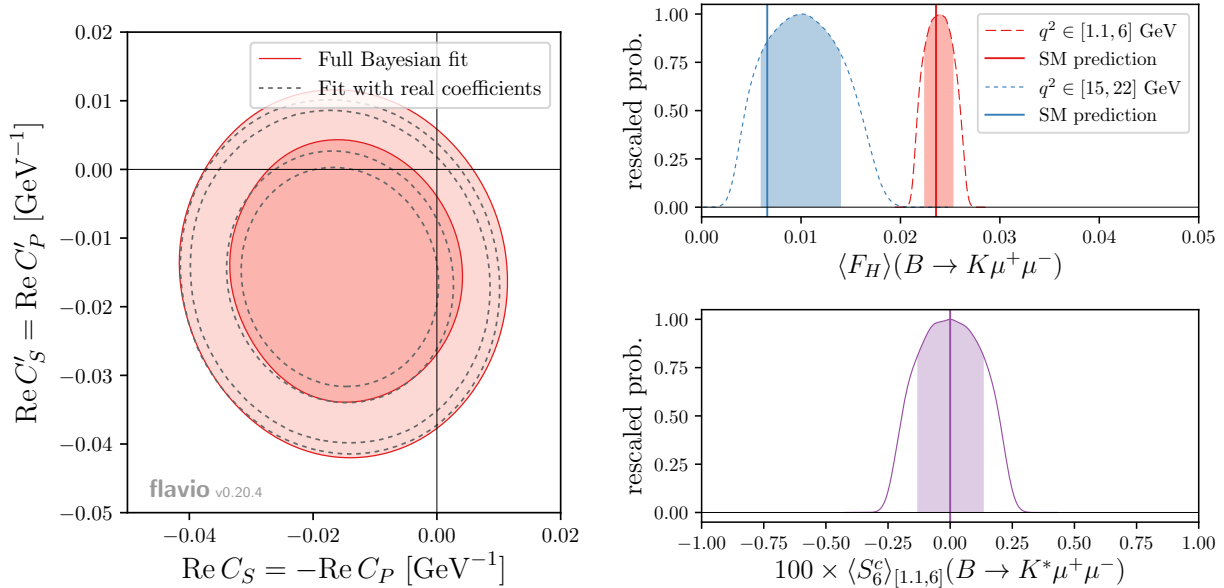 0.02
0.01
0.00
−0.01
−0.02
−0.03
−0.04
−0.05
Re C′_S = Re C′_P [GeV⁻¹]
Full Bayesian fit
Fit with real coefficients
flavio v0.20.4
−0.04 −0.02 0.00 0.02
Re C_S = −Re C_P [GeV⁻¹]
1.00
0.75
0.50
0.25
0.00
rescaled prob.
q² ∈ [1.1, 6] GeV
SM prediction
q² ∈ [15, 22] GeV
SM prediction
0.00 0.01 0.02 0.03 0.04 0.05
⟨F_H⟩(B → Kμ⁺μ⁻)
1.00
0.75
0.50
0.25
0.00
rescaled prob.
−1.00 −0.75 −0.50 −0.25 0.00 0.25 0.50 0.75 1.00
100 × ⟨S₆ᶜ⟩_[1.1,6](B → K*μ⁺μ⁻)